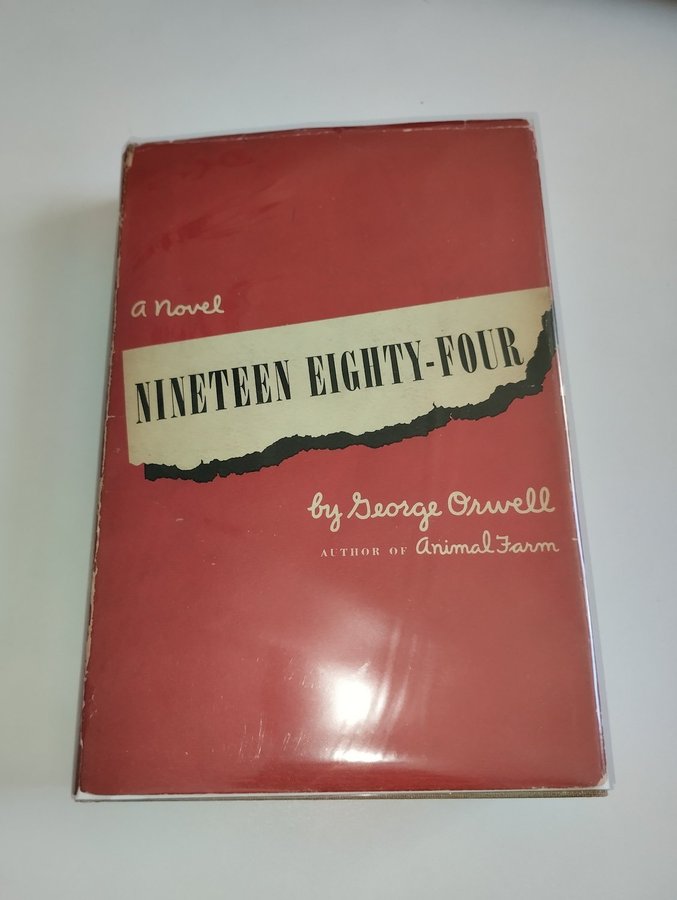 a Novel
NINETEEN EIGHTY-FOUR
by George Orwell
AUTHOR OF Animal Farm